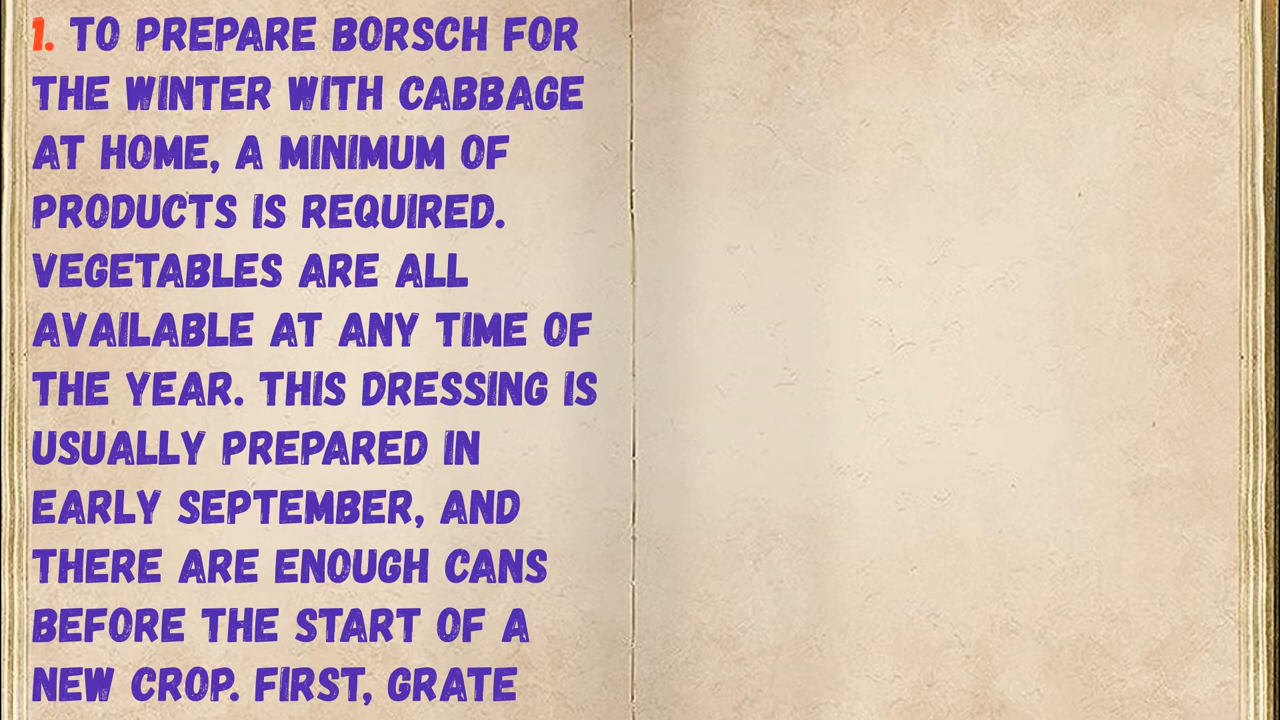 1. TO PREPARE BORSCH FOR
THE WINTER WITH CABBAGE
AT HOME, A MINIMUM OF
PRODUCTS IS REQUIRED.
VEGETABLES ARE ALL
AVAILABLE AT ANY TIME OF
THE YEAR. THIS DRESSING IS
USUALLY PREPARED IN
EARLY SEPTEMBER, AND
THERE ARE ENOUGH CANS
BEFORE THE START OF A
NEW CROP. FIRST, GRATE